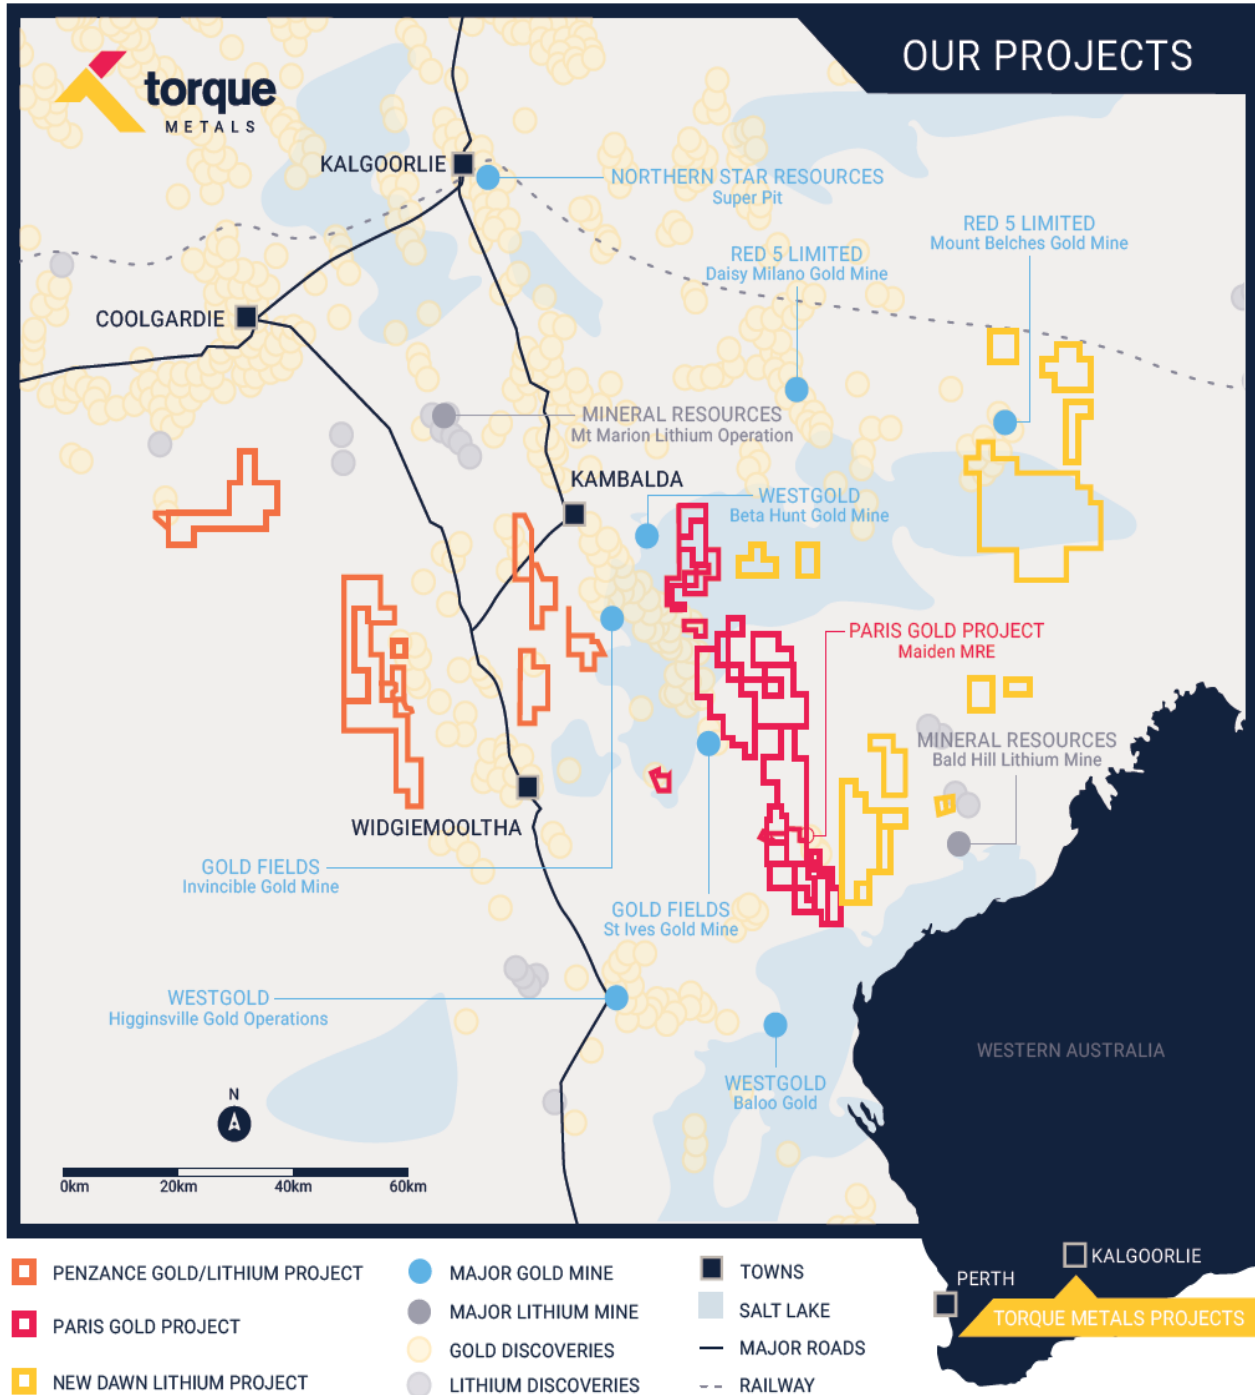 OUR PROJECTS
torque
METALS
KALGOORLIE
NORTHERN STAR RESOURCES
Super Pit
RED 5 LIMITED
Mount Belches Gold Mine
RED 5 LIMITED
Daisy Milano Gold Mine
COOLGARDIE
MINERAL RESOURCES
Mt Marion Lithium Operation
KAMBALDA
WESTGOLD
Beta Hunt Gold Mine
PARIS GOLD PROJECT
Maiden MRE
MINERAL RESOURCES
Bald Hill Lithium Mine
WIDGIEMOOLTHA
GOLD FIELDS
Invincible Gold Mine
GOLD FIELDS
St Ives Gold Mine
WESTGOLD
Higginsville Gold Operations
WESTERN AUSTRALIA
WESTGOLD
Baloo Gold
N
0km
20km
40km
60km
PENZANCE GOLD/LITHIUM PROJECT
PARIS GOLD PROJECT
NEW DAWN LITHIUM PROJECT
MAJOR GOLD MINE
MAJOR LITHIUM MINE
GOLD DISCOVERIES
LITHIUM DISCOVERIES
TOWNS
SALT LAKE
MAJOR ROADS
RAILWAY
KALGOORLIE
PERTH
TORQUE METALS PROJECTS